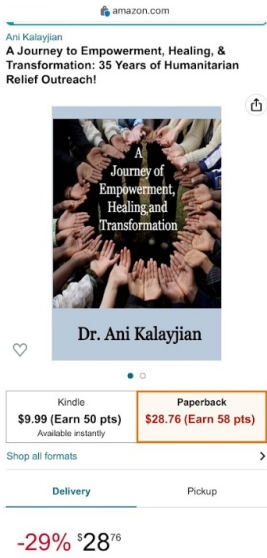 amazon.com
Ani Kalayjian
A Journey to Empowerment, Healing, &
Transformation: 35 Years of Humanitarian
Relief Outreach!
A
Journey of
Empowerment,
Healing and
Transformation
Dr. Ani Kalayjian
Kindle
$9.99 (Earn 50 pts)
Available instantly
Paperback
$28.76 (Earn 58 pts)
Shop all formats
Delivery
Pickup
-29% $2876